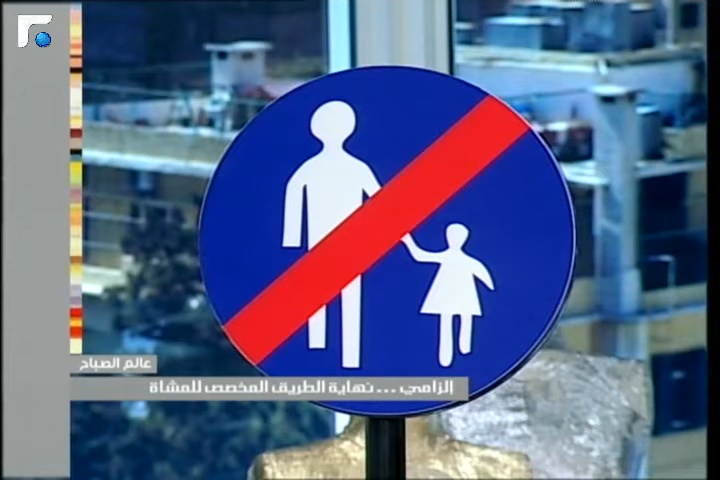 عالم الصباح
إلزامي ... نهاية الطريق المخصص للمشاة